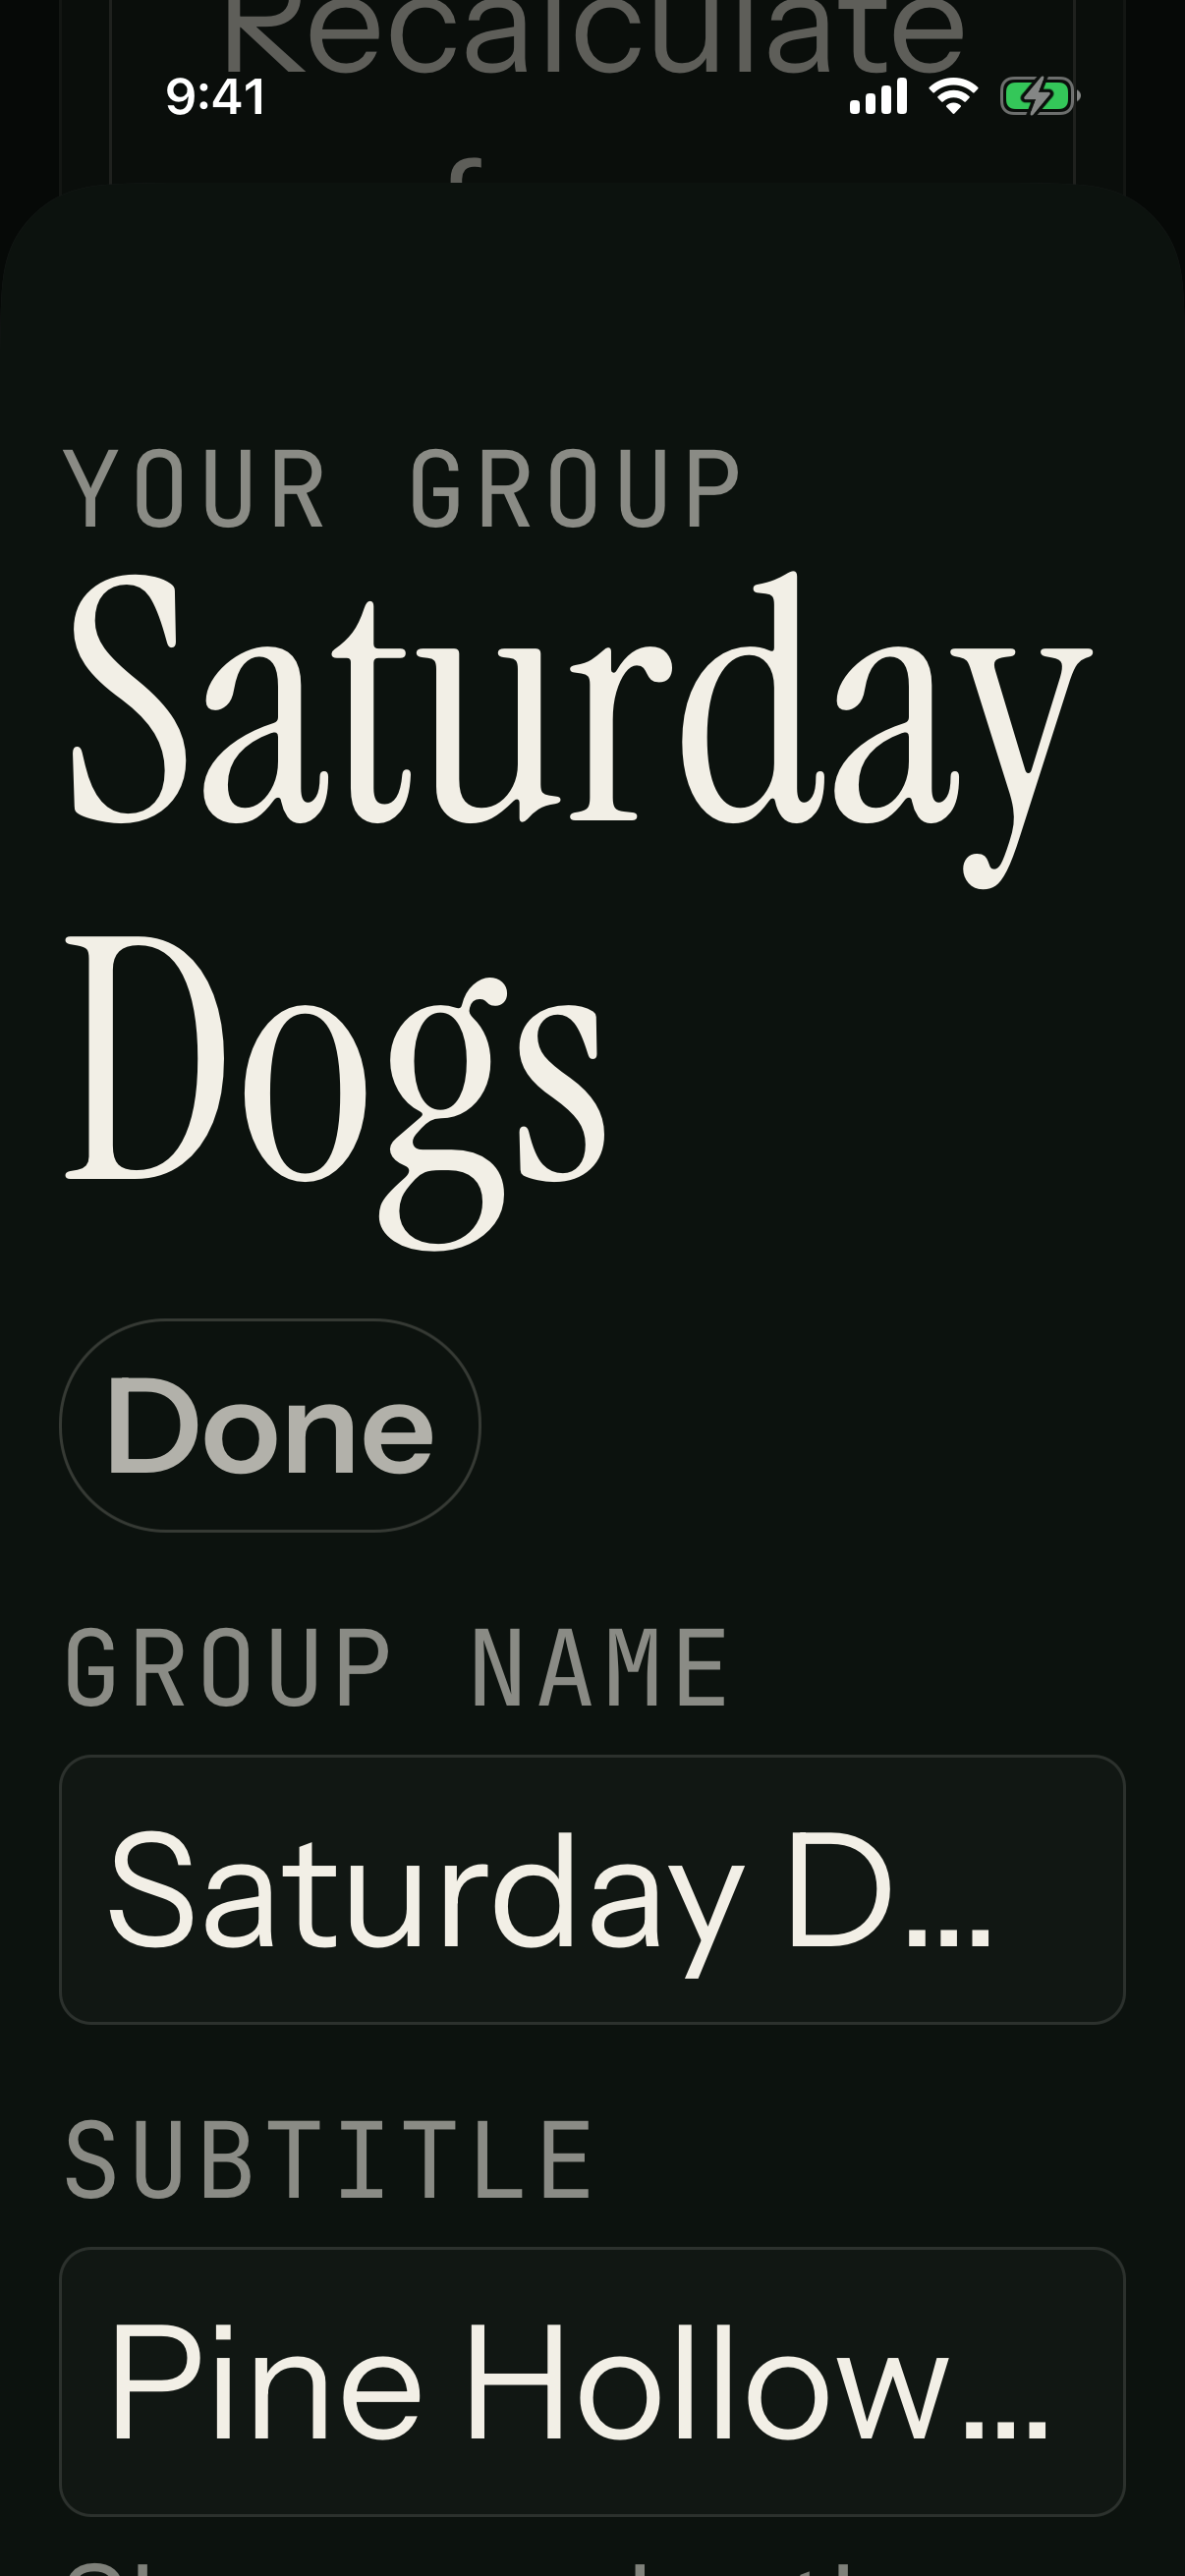 Recalculate
9:41
YOUR GROUP
Saturday
Dogs
Done
GROUP NAME
Saturday D...
SUBTITLE
Pine Hollow...